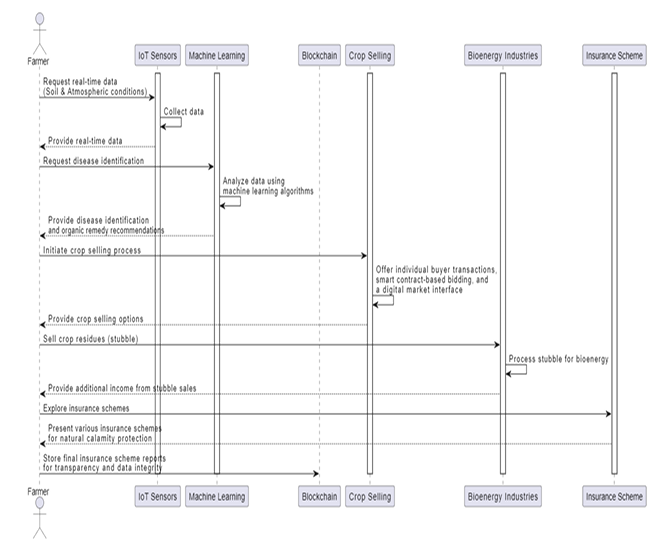 Farmer
IoT Sensors
Machine Learning
Blockchain
Crop Selling
Bioenergy Industries
Insurance Scheme
Request real-time data
(Soil & Atmospheric conditions)
Collect data
Provide real-time data
Request disease identification
Analyze data using
machine learning algorithms
Provide disease identification
and organic remedy recommendations
Initiate crop selling process
Offer individual buyer transactions,
smart contract-based bidding, and
a digital market interface
Provide crop selling options
Sell crop residues (stubble)
Process stubble for bioenergy
Provide additional income from stubble sales
Explore insurance schemes
Present various insurance schemes
for natural calamity protection
Store final insurance scheme reports
for transparency and data integrity
Farmer
IoT Sensors
Machine Learning
Blockchain
Crop Selling
Bioenergy Industries
Insurance Scheme